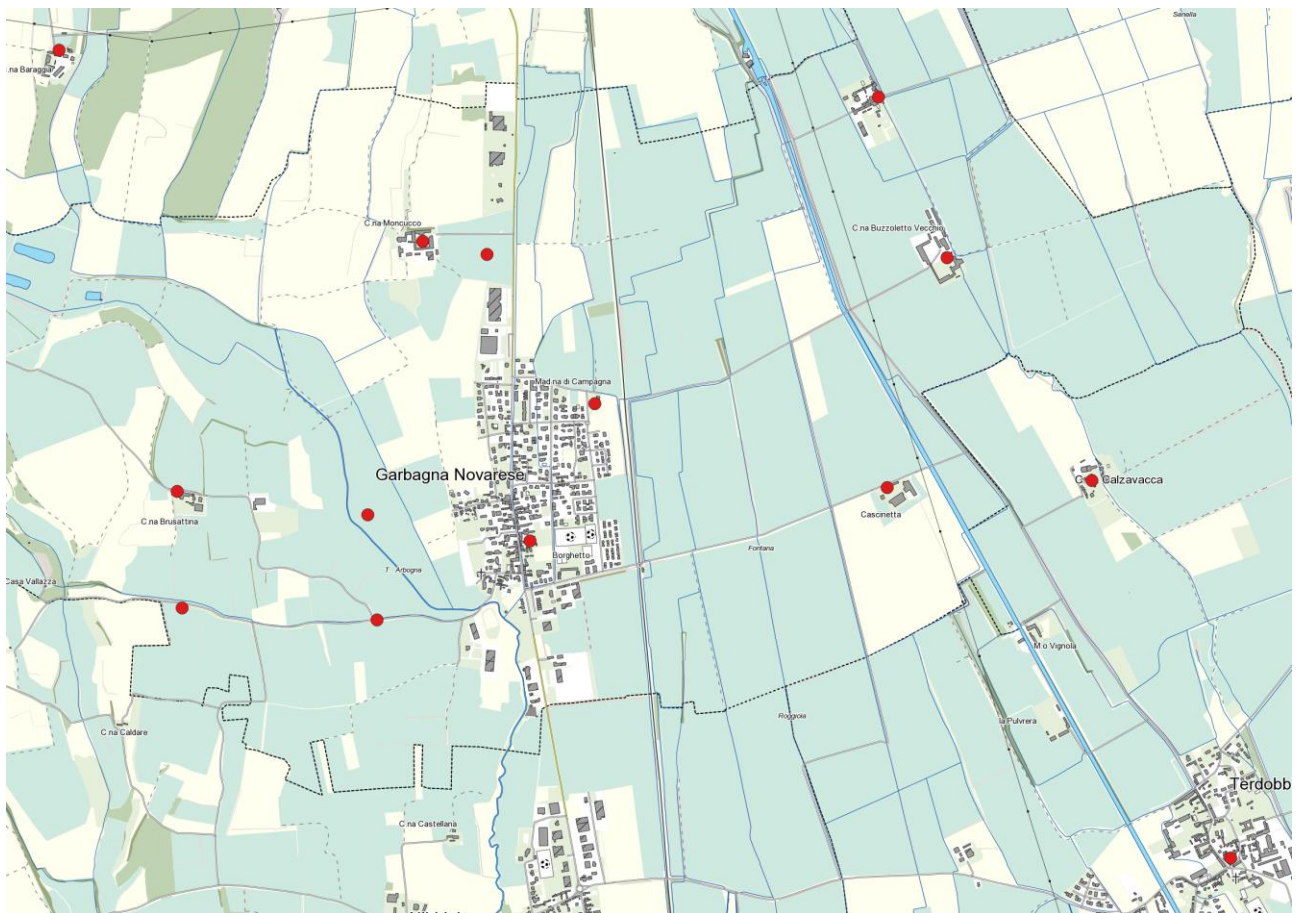 Sanella
C.na Baraggia
C.na Moncucco
C.na Buzzoletto Vecchio
Mad.na di Campagna
Garbagna Novarese
Calzavacca
Cascinetta
C.na Brusattina
Borghetto
Fontana
T. Arbogna
Casa Vallazza
M.o Vignola
Roggiola
la Pulvrera
C.na Caldare
Terdobb
C.na Castellana